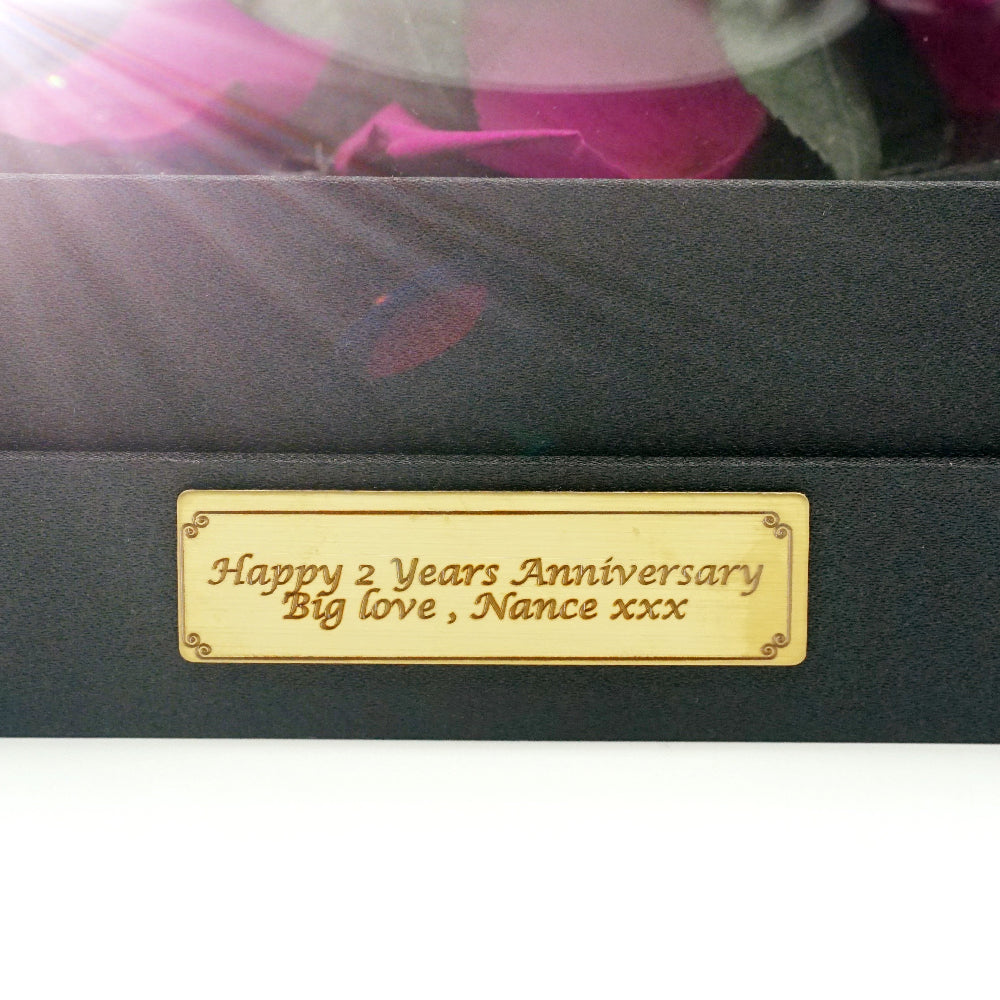 Happy 2 Years Anniversary
Big love , Nance xxx